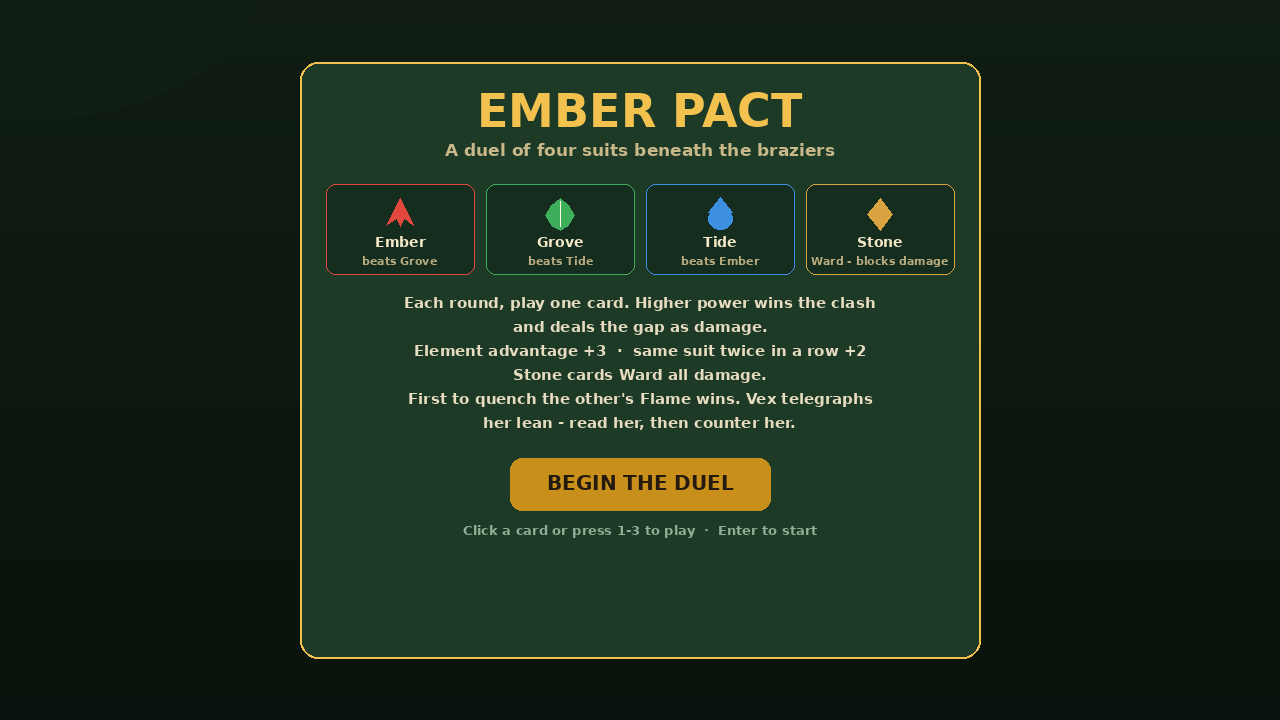 EMBER PACT
A duel of four suits beneath the braziers
Ember
beats Grove
Grove
beats Tide
Tide
beats Ember
Stone
Ward - blocks damage
Each round, play one card. Higher power wins the clash
and deals the gap as damage.
Element advantage +3 · same suit twice in a row +2
Stone cards Ward all damage.
First to quench the other's Flame wins. Vex telegraphs
her lean - read her, then counter her.
BEGIN THE DUEL
Click a card or press 1-3 to play · Enter to start